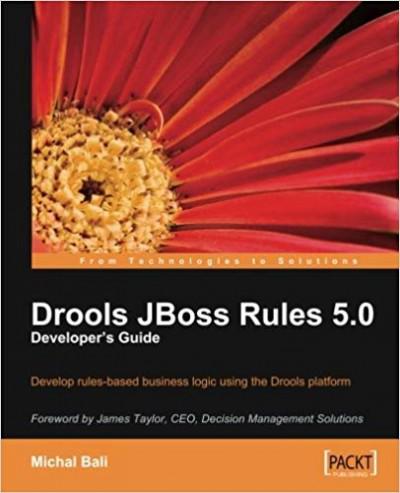 From Technologies to Solutions
Drools JBoss Rules 5.0
Developer's Guide
Develop rules-based business logic using the Drools platform
Foreword by James Taylor, CEO, Decision Management Solutions
Michal Bali
[PACKT]
PUBLISHING